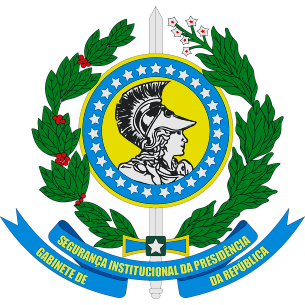 SEGURANÇA INSTITUCIONAL DA PRESIDÊNCIA
GABINETE DE
DA REPÚBLICA